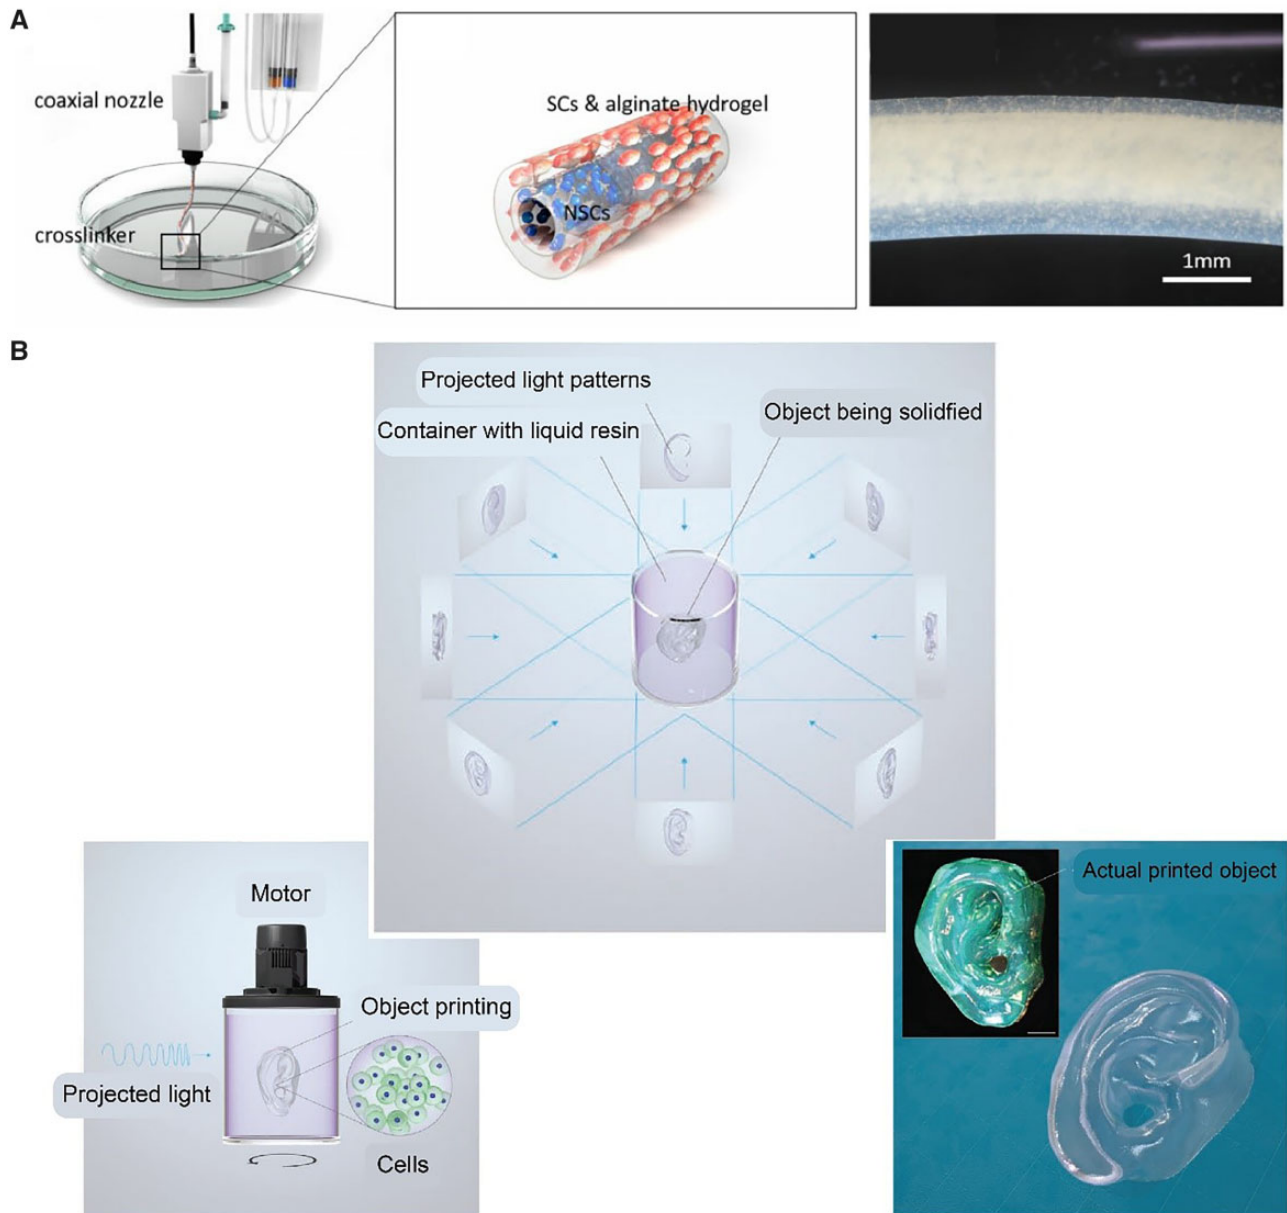 A
coaxial nozzle
crosslinker
SCs & alginate hydrogel
NSCs
1mm
B
Projected light patterns
Container with liquid resin
Object being solidfied
Motor
Object printing
Projected light
Cells
Actual printed object